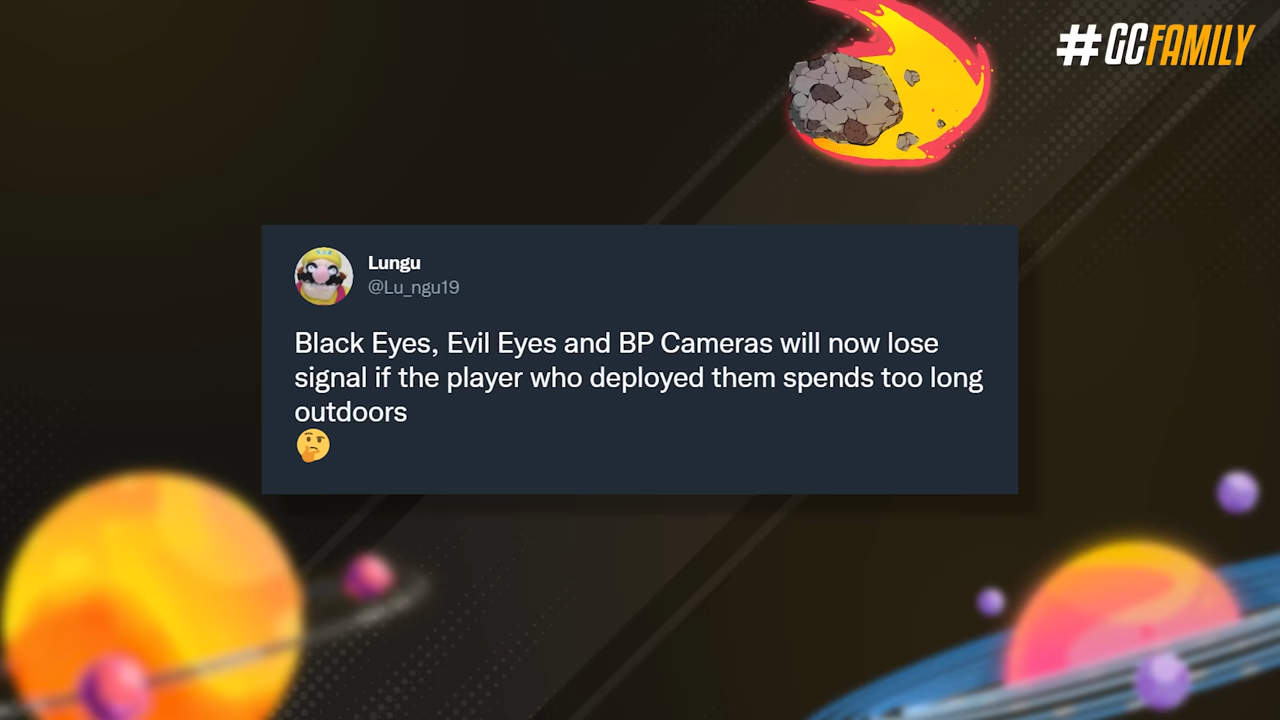 #GCFAMILY
Lungu
@Lu_ngu19
Black Eyes, Evil Eyes and BP Cameras will now lose
signal if the player who deployed them spends too long
outdoors
🤔